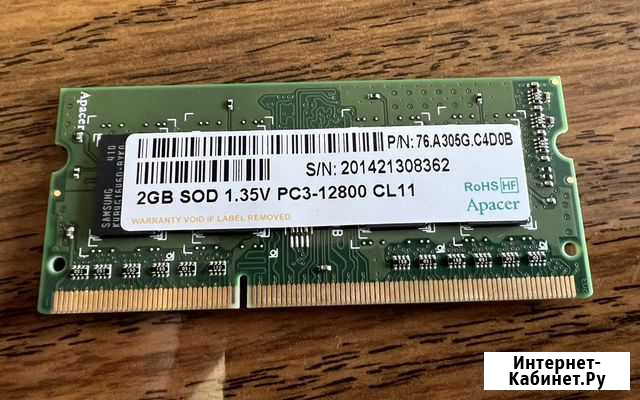 Apacer
SAMSUNG 410
P/N: 76.A305G.C4D0B
S/N: 201421308362
2GB SOD 1.35V PC3-12800 CL11
RoHS HF
Apacer
WARRANTY VOID IF LABEL REMOVED
Интернет-
Кабинет.Ру